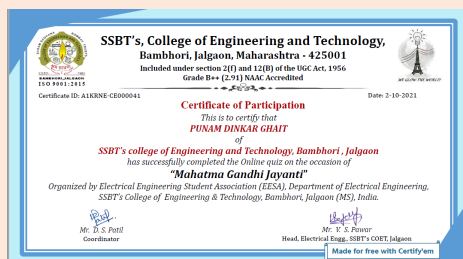 SSBT's, College of Engineering and Technology,
Bambhori, Jalgaon, Maharashtra - 425001
Included under section 2(f) and 12(B) of the UGC Act, 1956
Grade B++ (2.91) NAAC Accredited
BAMBHORI,JALGAON
ISO 9001:2015
WE GLOW THE WORLD!
Certificate ID: A1KRNE-CE000041
Date: 2-10-2021
Certificate of Participation
This is to certify that
PUNAM DINKAR GHAIT
of
SSBT's college of Engineering and Technology, Bambhori , Jalgaon
has successfully completed the Online quiz on the occasion of
“Mahatma Gandhi Jayanti”
Organized by Electrical Engineering Student Association (EESA), Department of Electrical Engineering,
SSBT's College of Engineering & Technology, Bambhori, Jalgaon (MS), India.
Mr. D. S. Patil
Coordinator
Mr. V. S. Pawar
Head, Electrical Engg., SSBT's COET, Jalgaon
Made for free with Certify'em